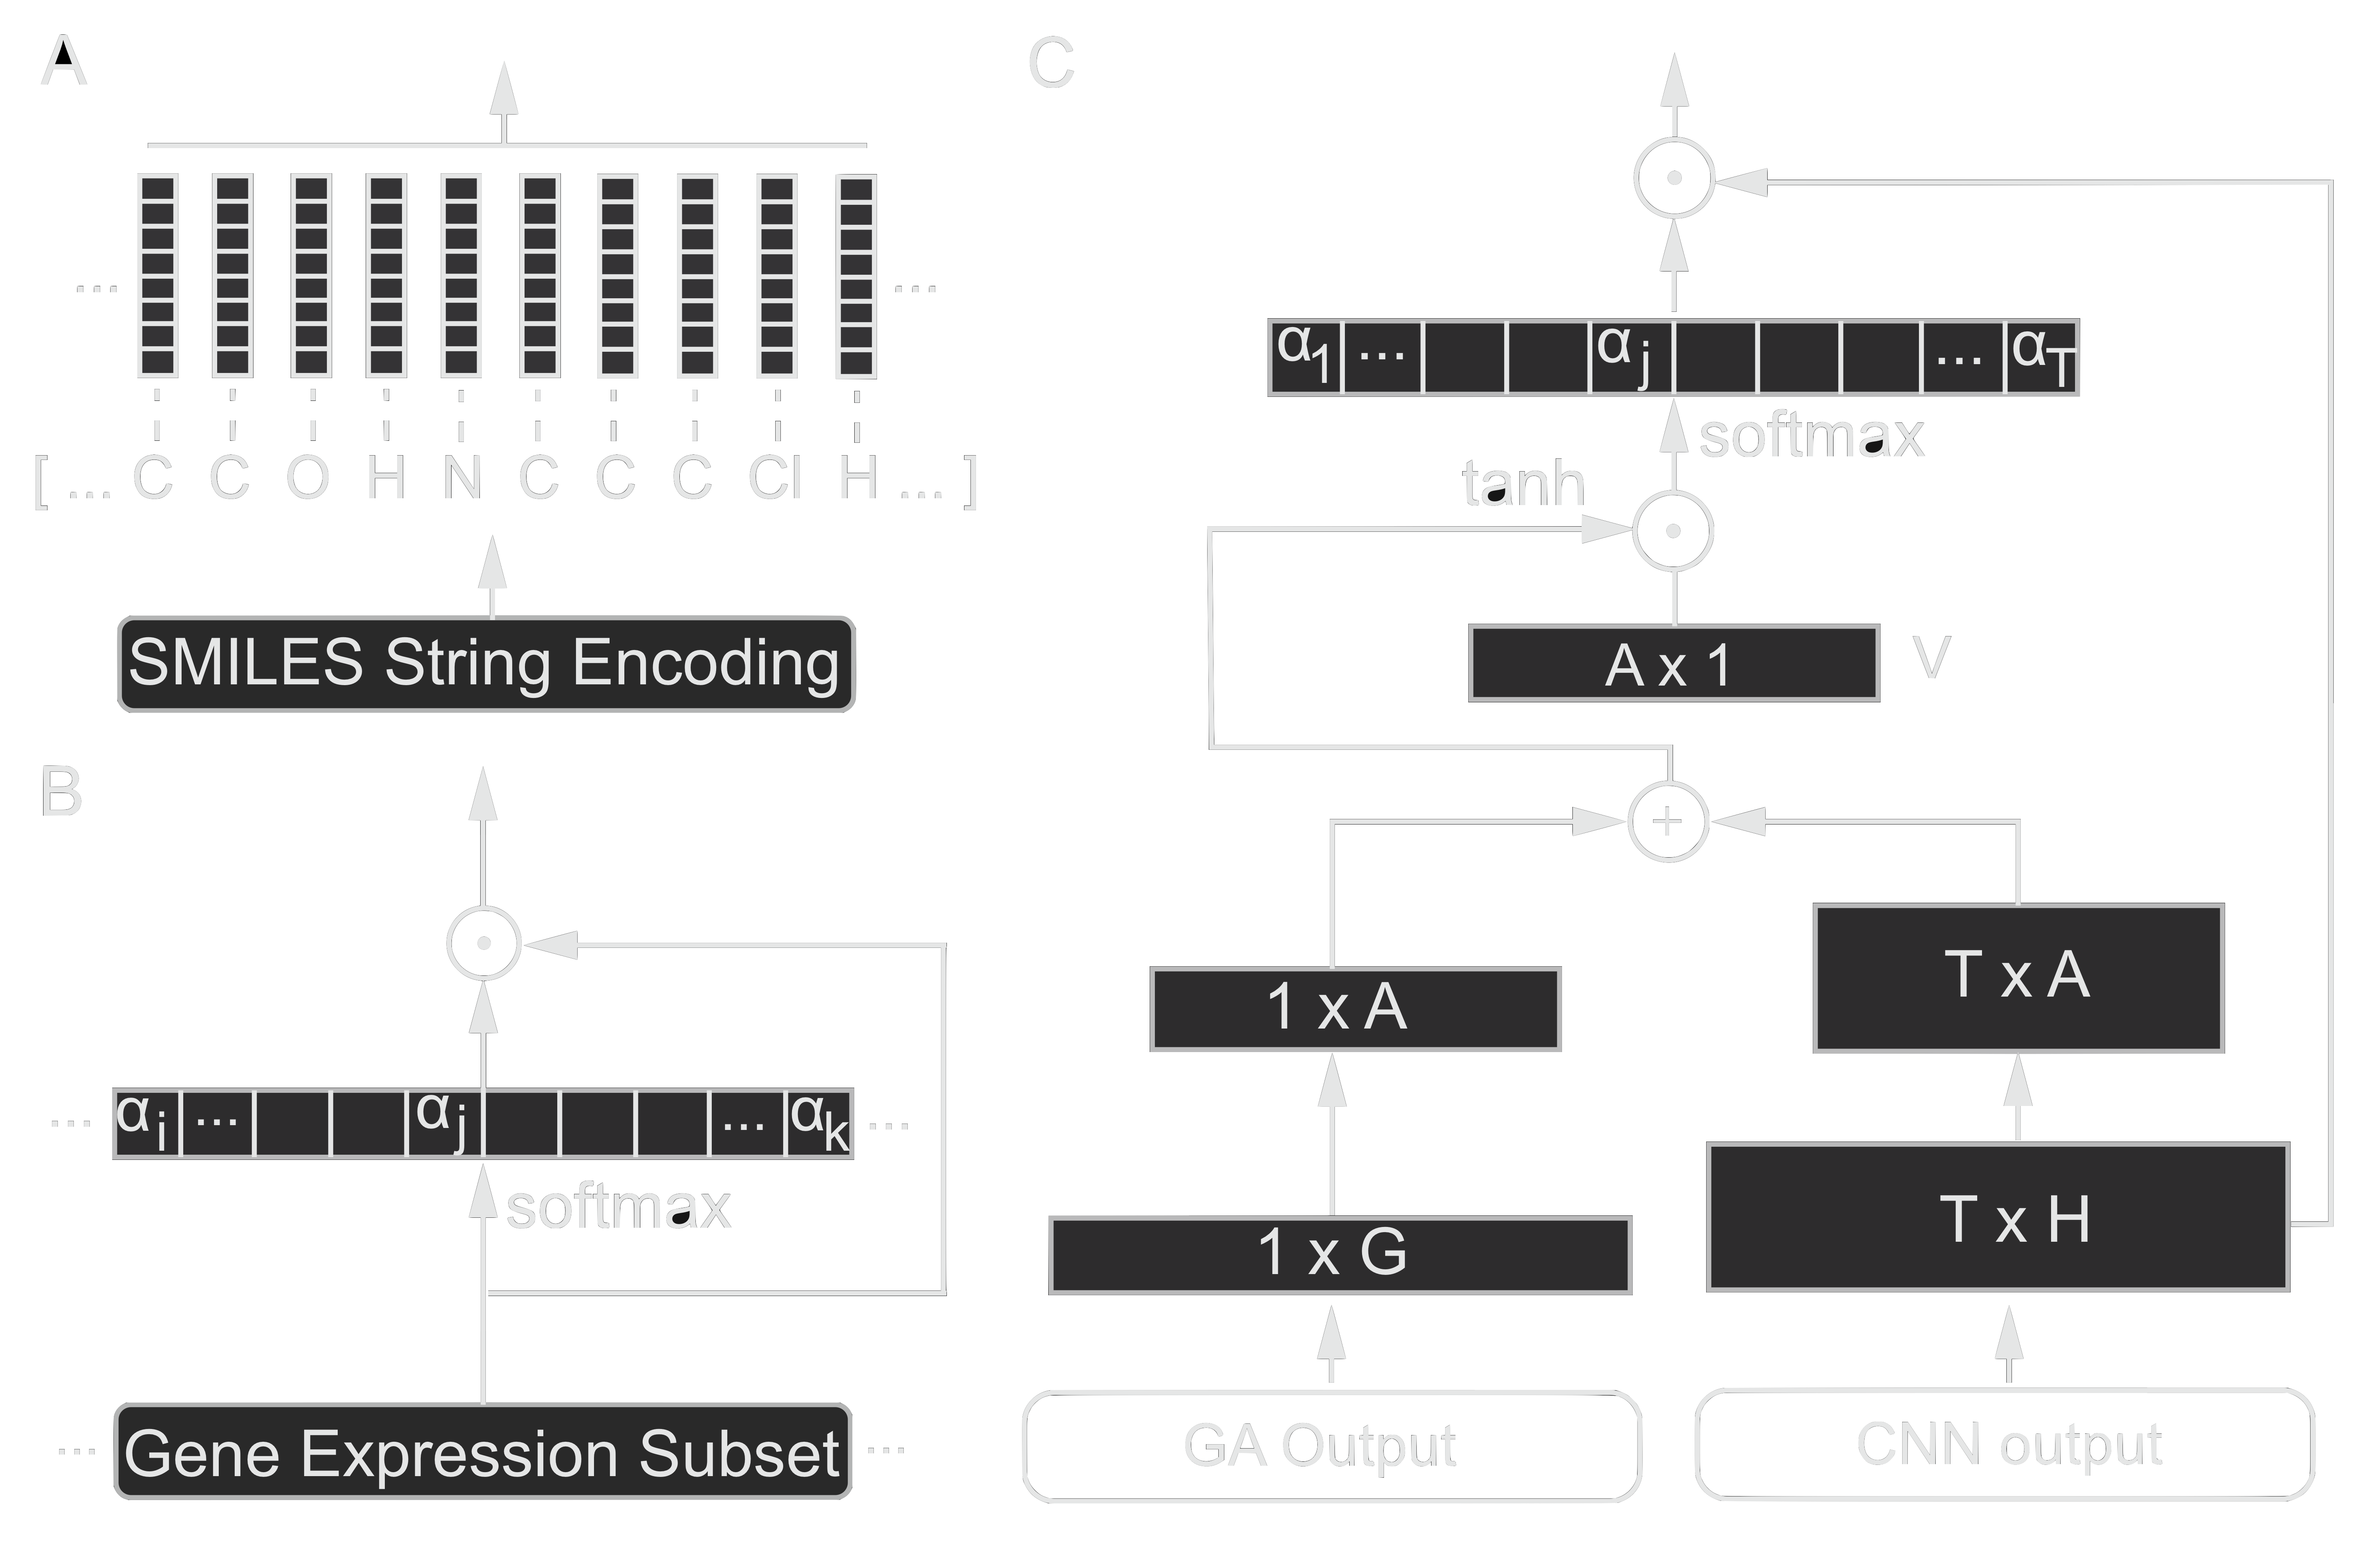 A
...
...
[ ... C C O H N C C C Cl H ... ]
SMILES String Encoding
B
... αi ... αj ... αk ...
softmax
... Gene Expression Subset ...
C
α1 ... αj ... αT
softmax
tanh
A x 1 V
+
1 x A
T x A
1 x G
T x H
GA Output
CNN output